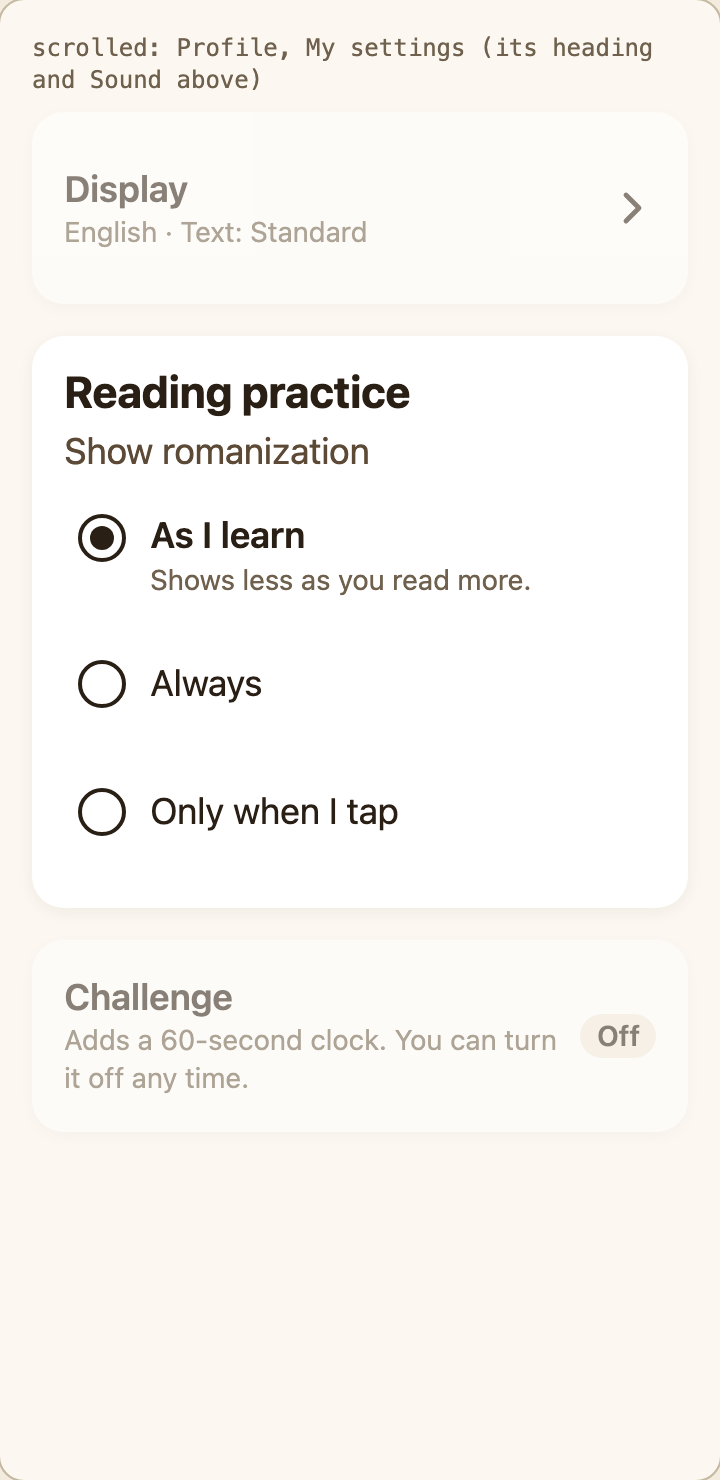 scrolled: Profile, My settings (its heading
and Sound above)
Display
English · Text: Standard
Reading practice
Show romanization
As I learn
Shows less as you read more.
Always
Only when I tap
Challenge
Adds a 60-second clock. You can turn
it off any time.
Off